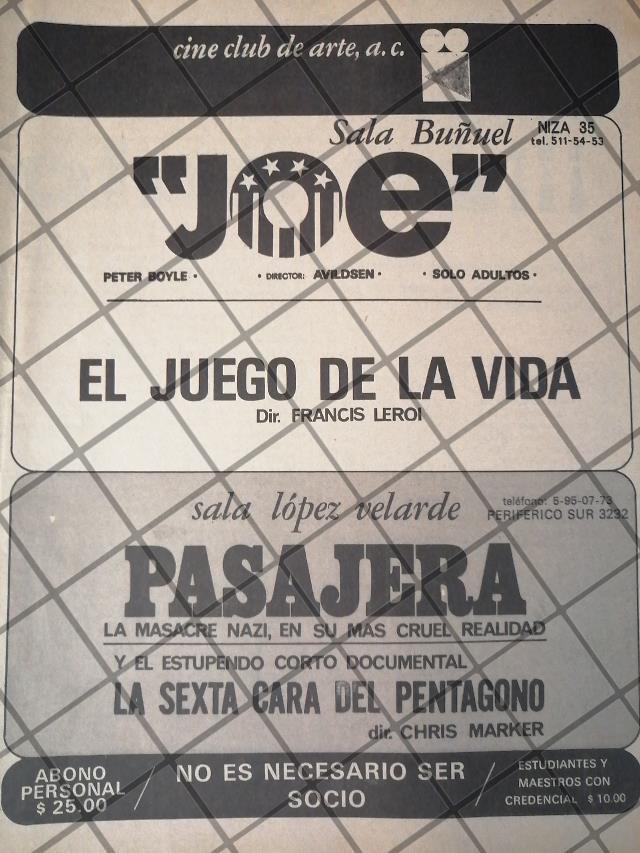 cine club de arte, a.c.
Sala Buñuel
NIZA 35
tel. 511-54-53
"JOE"
PETER BOYLE · · DIRECTOR: AVILDSEN · · SOLO ADULTOS ·
EL JUEGO DE LA VIDA
Dir. FRANCIS LEROI
sala lópez velarde
teléfono: 5-95-07-73
PERIFERICO SUR 3232
PASAJERA
LA MASACRE NAZI, EN SU MAS CRUEL REALIDAD
Y EL ESTUPENDO CORTO DOCUMENTAL
LA SEXTA CARA DEL PENTAGONO
dir. CHRIS MARKER
ABONO
PERSONAL
$ 25.00
NO ES NECESARIO SER
SOCIO
ESTUDIANTES Y
MAESTROS CON
CREDENCIAL $ 10.00